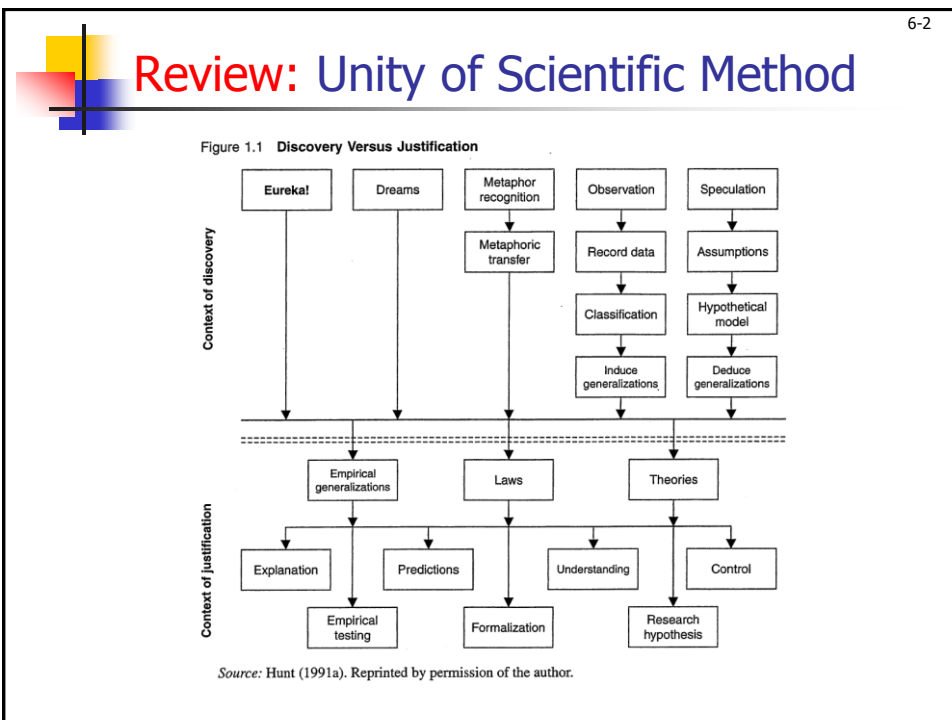 6-2
Review: Unity of Scientific Method
Figure 1.1 Discovery Versus Justification
Context of discovery
Eureka!
Dreams
Metaphor
recognition
Observation
Speculation
Metaphoric
transfer
Record data
Assumptions
Classification
Hypothetical
model
Induce
generalizations
Deduce
generalizations
Context of justification
Empirical
generalizations
Laws
Theories
Explanation
Predictions
Understanding
Control
Empirical
testing
Formalization
Research
hypothesis
Source: Hunt (1991a). Reprinted by permission of the author.